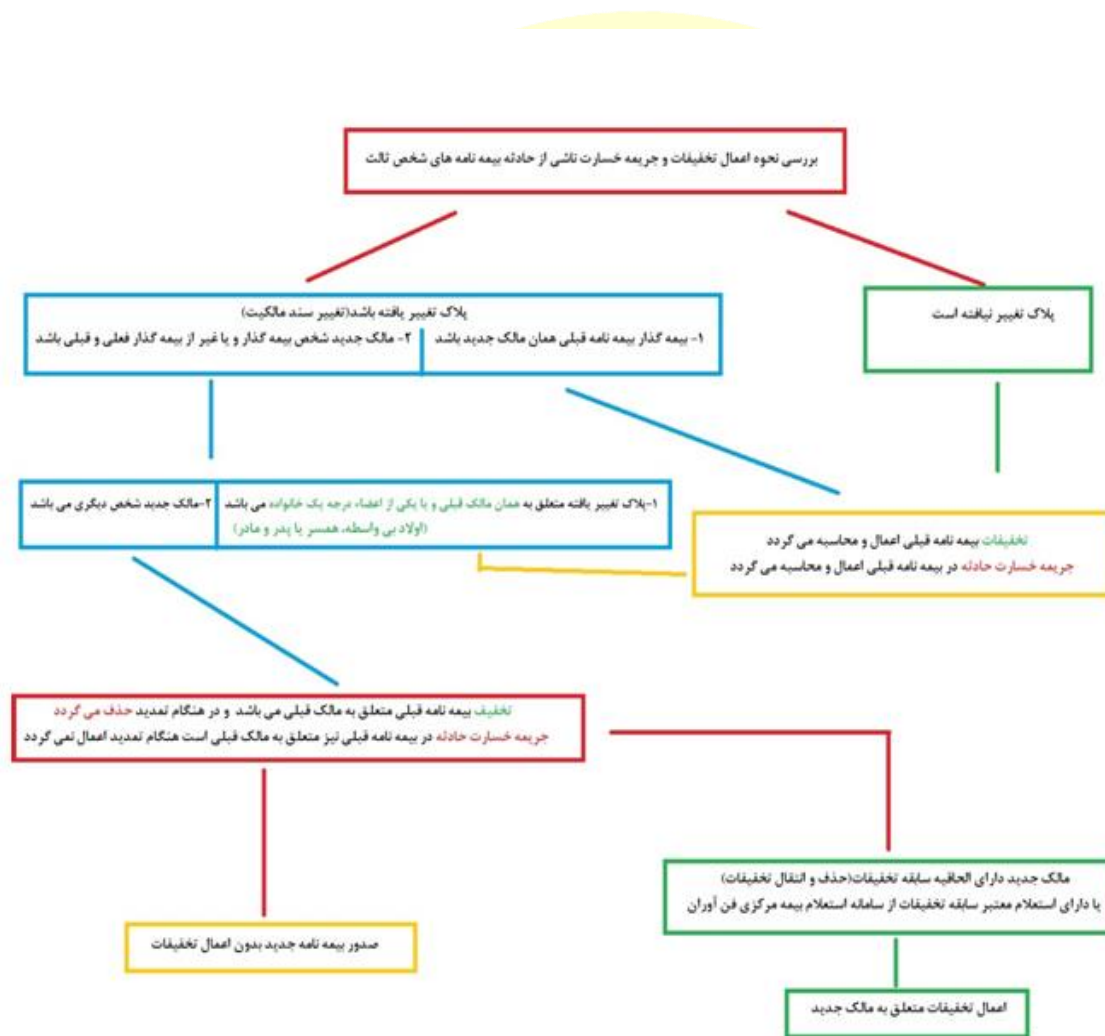 بررسی نحوه اعمال تخفیفات و جریمه خسارت ناشی از حادثه بیمه نامه های شخص ثالث
پلاک تغییر نیافته است
پلاک تغییر یافته باشد(تغییر سند مالکیت)
۱- بیمه گذار بیمه نامه قبلی همان مالک جدید باشد
۲- مالک جدید شخص بیمه گذار و یا غیر از بیمه گذار فعلی و قبلی باشد
۱-پلاک تغییر یافته متعلق به همان مالک قبلی و یا یکی از اعضاء درجه یک خانواده می باشد
(اولاد بی واسطه، همسر یا پدر و مادر)
۲-مالک جدید شخص دیگری می باشد
تخفیفات بیمه نامه قبلی اعمال و محاسبه می گردد
جریمه خسارت حادثه در بیمه نامه قبلی اعمال و محاسبه می گردد
تخفیف بیمه نامه قبلی متعلق به مالک قبلی می باشد و در هنگام تمدید حذف می گردد
جریمه خسارت حادثه در بیمه نامه قبلی نیز متعلق به مالک قبلی است هنگام تمدید اعمال نمی گردد
مالک جدید دارای الحاقیه سابقه تخفیفات(حذف و انتقال تخفیفات)
یا دارای استعلام معتبر سابقه تخفیفات از سامانه استعلام بیمه مرکزی فن آوران
صدور بیمه نامه جدید بدون اعمال تخفیفات
اعمال تخفیفات متعلق به مالک جدید